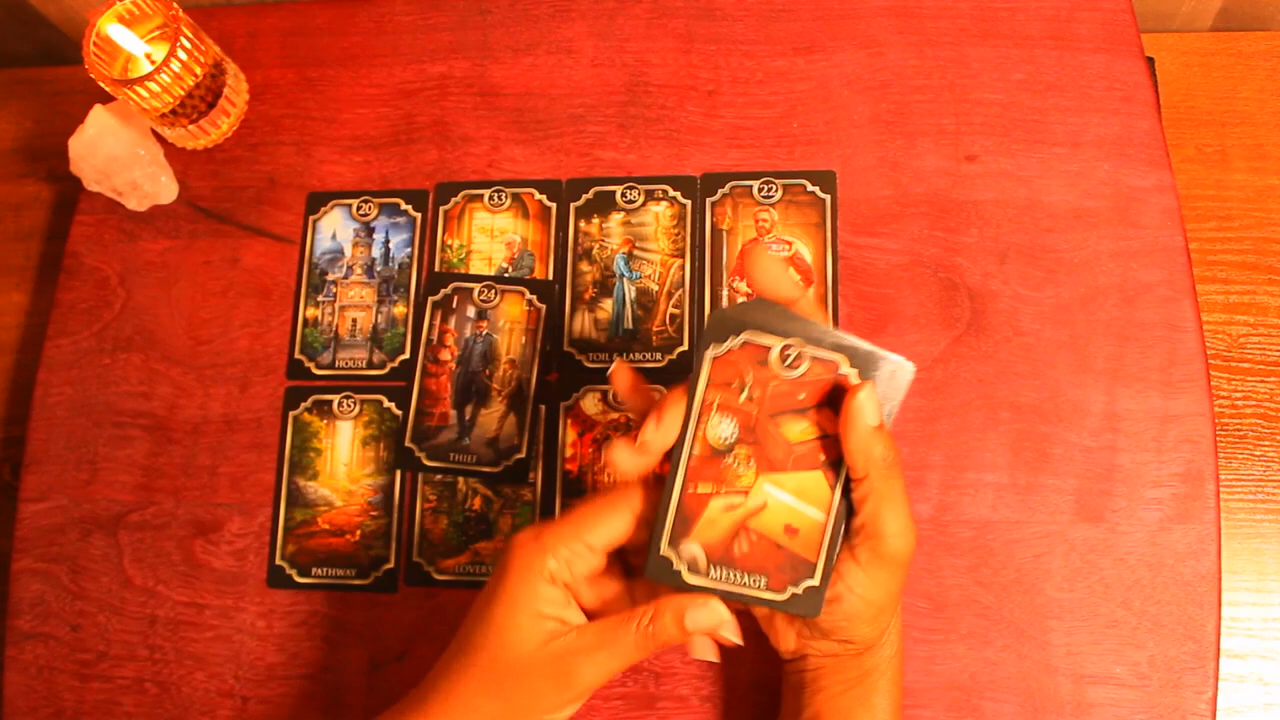 20
HOUSE
33
38
TOIL & LABOUR
22
24
THIEF
35
PATHWAY
LOVERS
7
MESSAGE